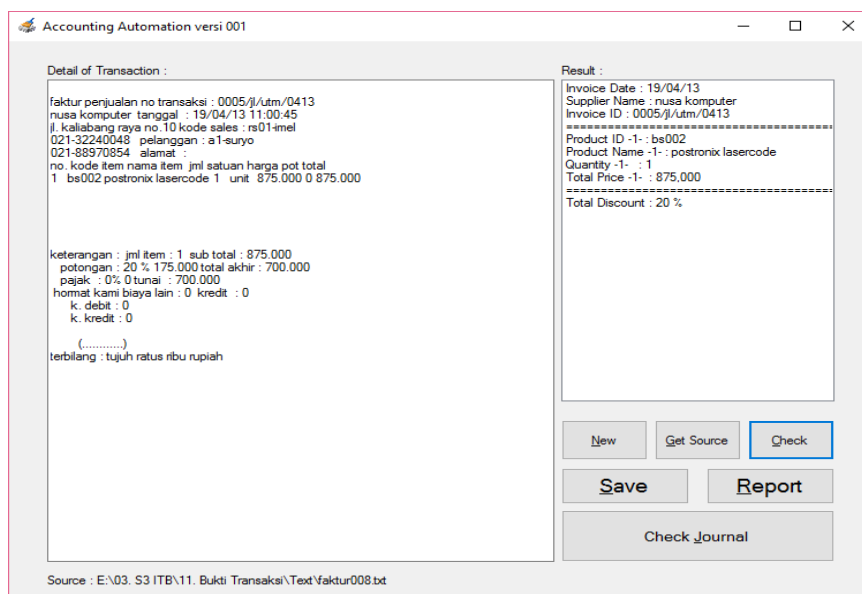 Accounting Automation versi 001
Detail of Transaction :
faktur penjualan no transaksi : 0005/jl/utm/0413
nusa komputer tanggal : 19/04/13 11:00:45
jl. kaliabang raya no.10 kode sales : rs01-imel
021-32240048 pelanggan : a1-suryo
021-88970854 alamat :
no. kode item nama item jml satuan harga pot total
1 bs002 postronix lasercode 1 unit 875.000 0 875.000
keterangan : jml item : 1 sub total : 875.000
potongan : 20 % 175.000 total akhir : 700.000
pajak : 0% 0 tunai : 700.000
hormat kami biaya lain : 0 kredit : 0
k. debit : 0
k. kredit : 0
(............)
terbilang : tujuh ratus ribu rupiah
Result :
Invoice Date : 19/04/13
Supplier Name : nusa komputer
Invoice ID : 0005/jl/utm/0413
======================================
Product ID -1- : bs002
Product Name -1- : postronix lasercode
Quantity -1- : 1
Total Price -1- : 875,000
======================================
Total Discount : 20 %
New
Get Source
Check
Save
Report
Check Journal
Source : E:\03. S3 ITB\11. Bukti Transaksi\Text\faktur008.txt